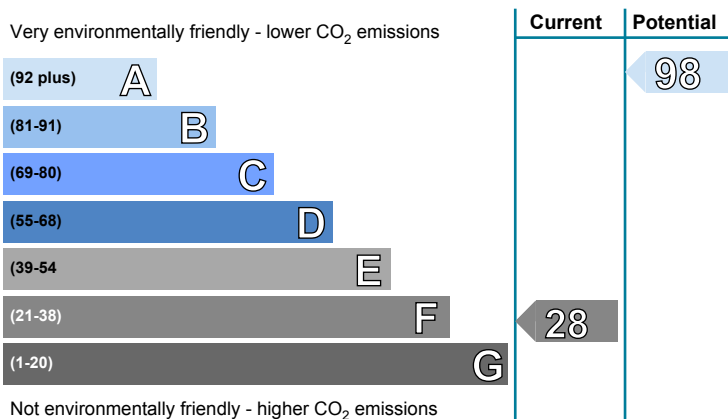 Current Potential
Very environmentally friendly - lower CO2 emissions
(92 plus) A 98
(81-91) B
(69-80) C
(55-68) D
(39-54 E
(21-38) F 28
(1-20) G
Not environmentally friendly - higher CO2 emissions